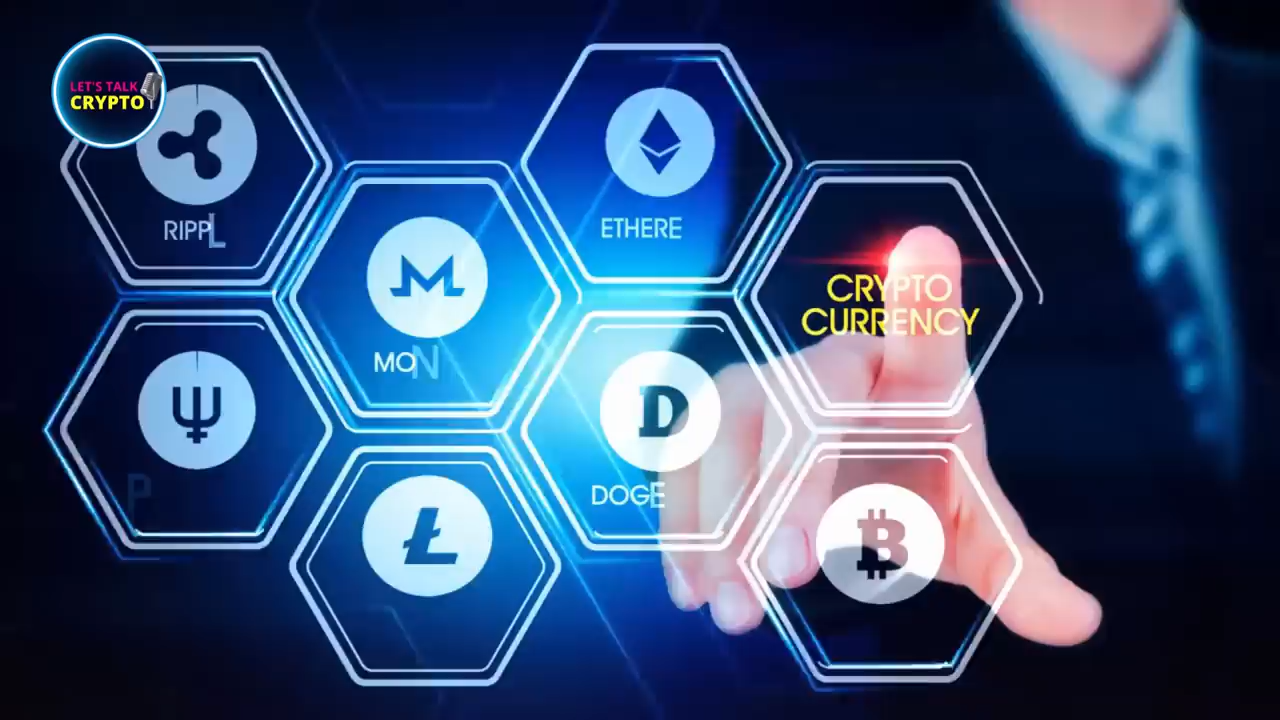 LET'S TALK
CRYPTO
RIPPL
ETHERE
MON
CRYPTO
CURRENCY
P
DOGE